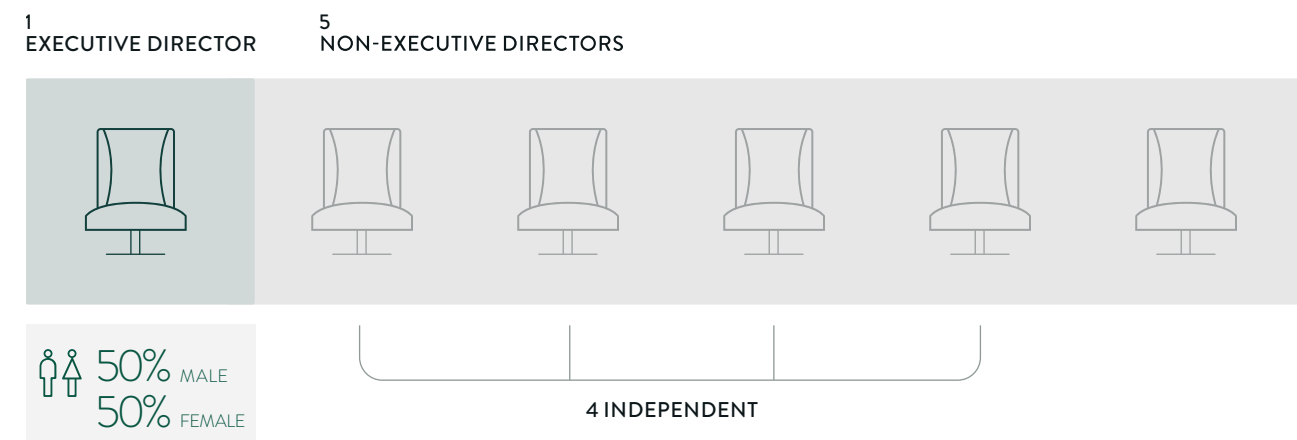 1
EXECUTIVE DIRECTOR
5
NON-EXECUTIVE DIRECTORS
50% MALE
50% FEMALE
4 INDEPENDENT